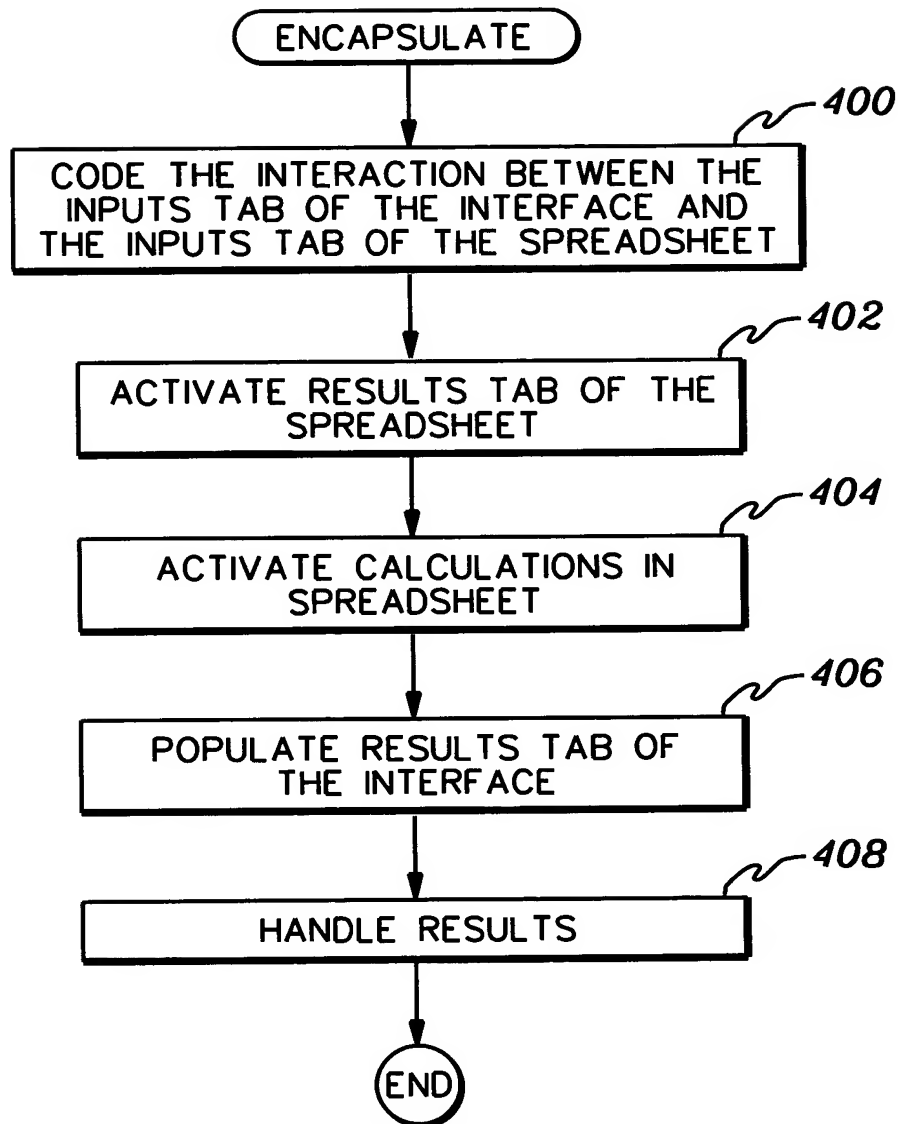 ENCAPSULATE
400
CODE THE INTERACTION BETWEEN THE
INPUTS TAB OF THE INTERFACE AND
THE INPUTS TAB OF THE SPREADSHEET
402
ACTIVATE RESULTS TAB OF THE
SPREADSHEET
404
ACTIVATE CALCULATIONS IN
SPREADSHEET
406
POPULATE RESULTS TAB OF
THE INTERFACE
408
HANDLE RESULTS
END